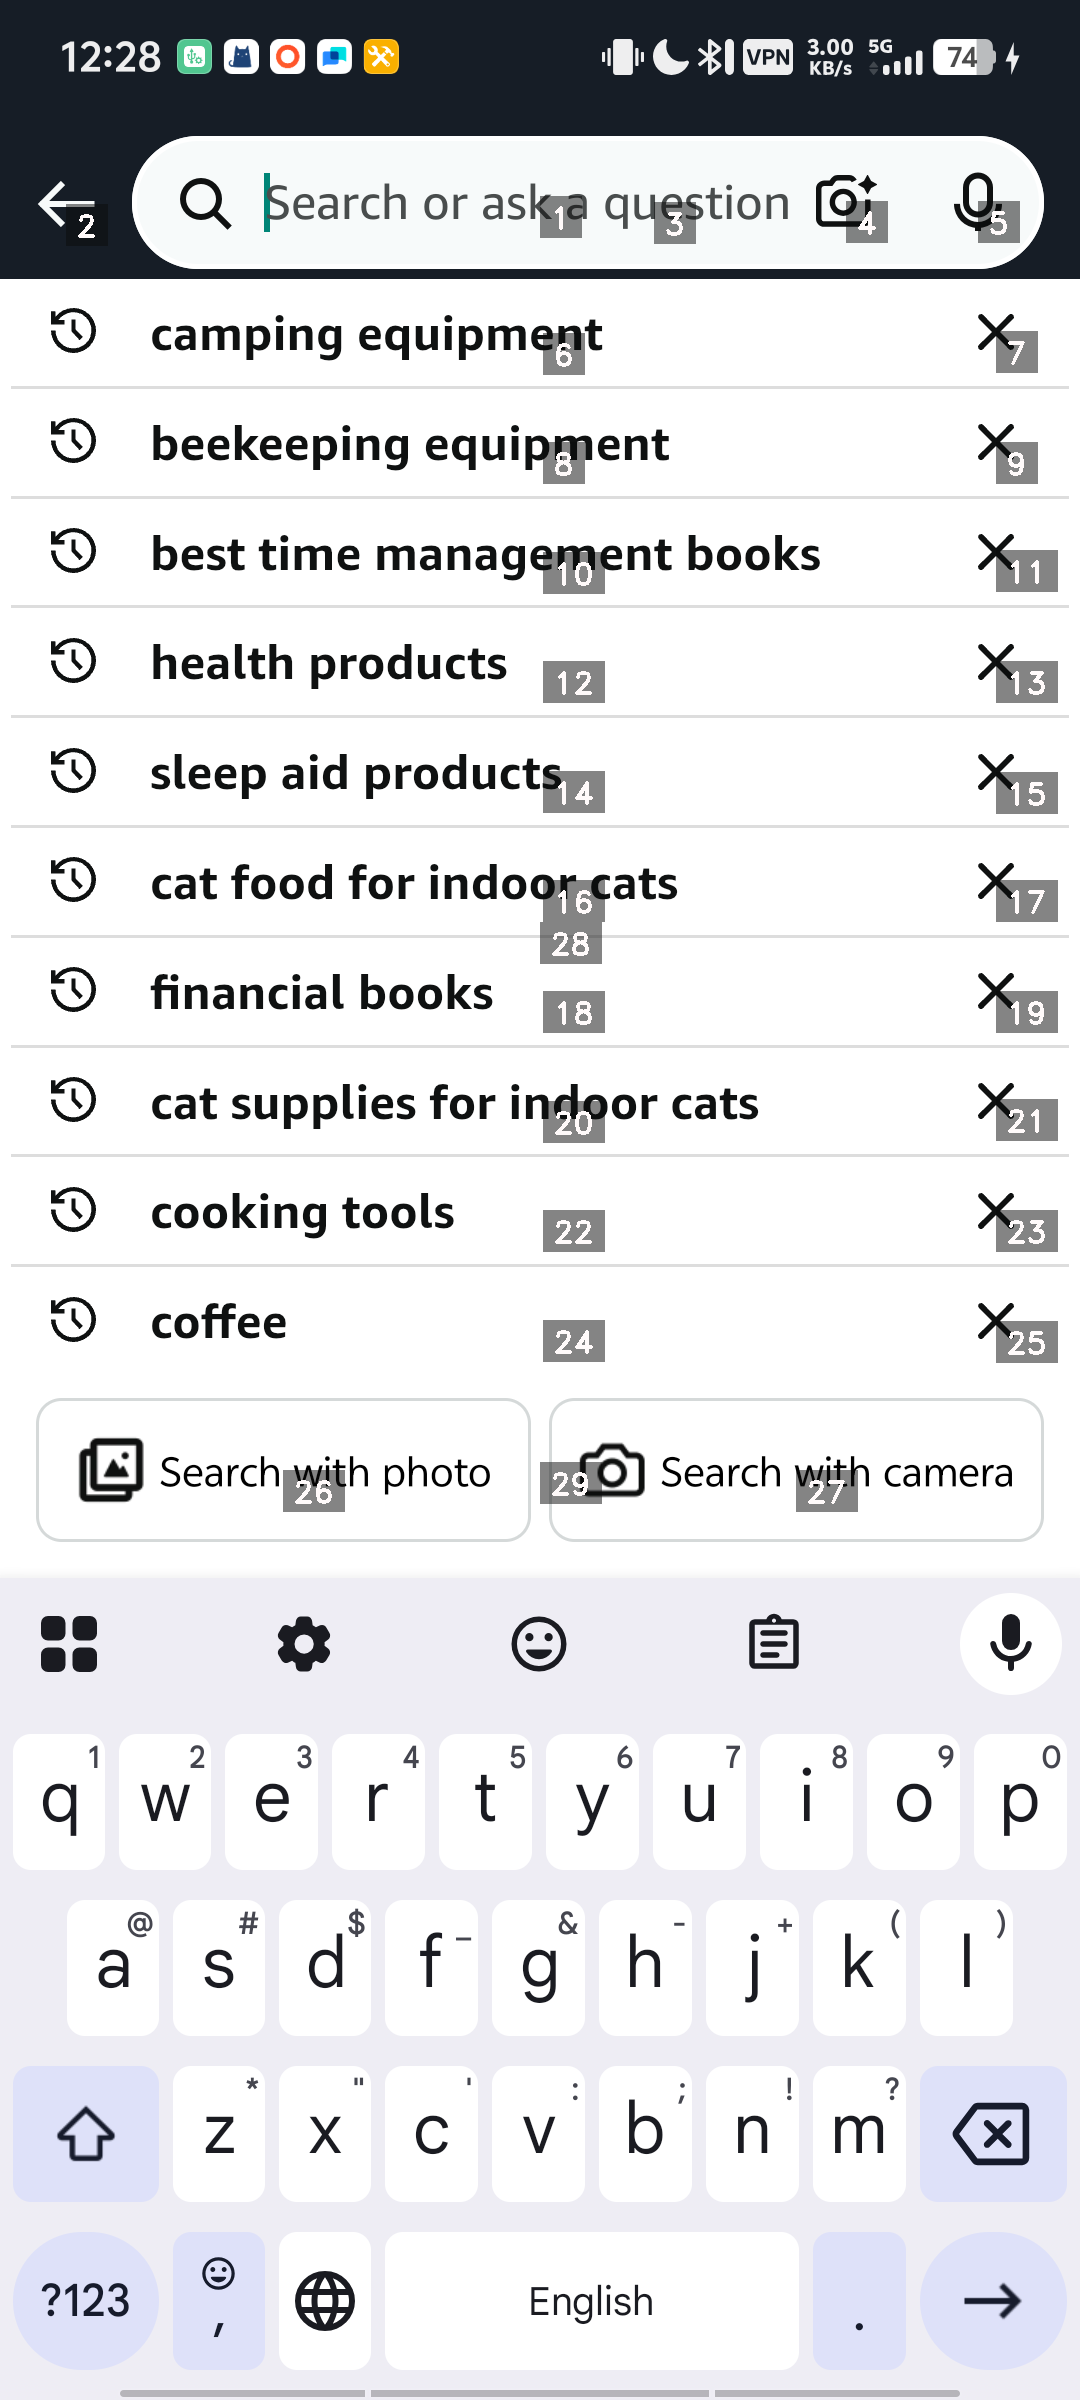 12:28
VPN
3.00 KB/s
5G
74
Search or ask a question
1
2
3
4
5
camping equipment
6
7
beekeeping equipment
8
9
best time management books
10
11
health products
12
13
sleep aid products
14
15
cat food for indoor cats
16
17
28
financial books
18
19
cat supplies for indoor cats
20
21
cooking tools
22
23
coffee
24
25
Search with photo
26
29
Search with camera
27
1 2 3 4 5 6 7 8 9 0
q w e r t y u i o p
@ # $ _ & - + ( )
a s d f g h j k l
* " ' : ; ! ?
z x c v b n m
?123 , English .